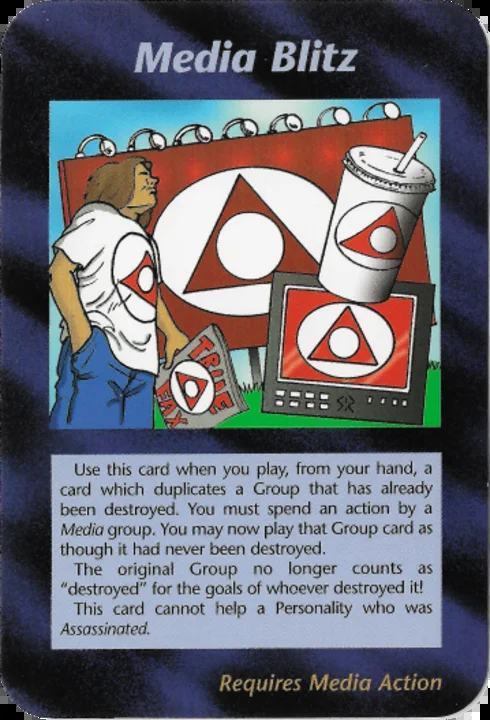 Media Blitz
TRUE
FAX
SR
Use this card when you play, from your hand, a
card which duplicates a Group that has already
been destroyed. You must spend an action by a
Media group. You may now play that Group card as
though it had never been destroyed.
The original Group no longer counts as
"destroyed" for the goals of whoever destroyed it!
This card cannot help a Personality who was
Assassinated.
Requires Media Action